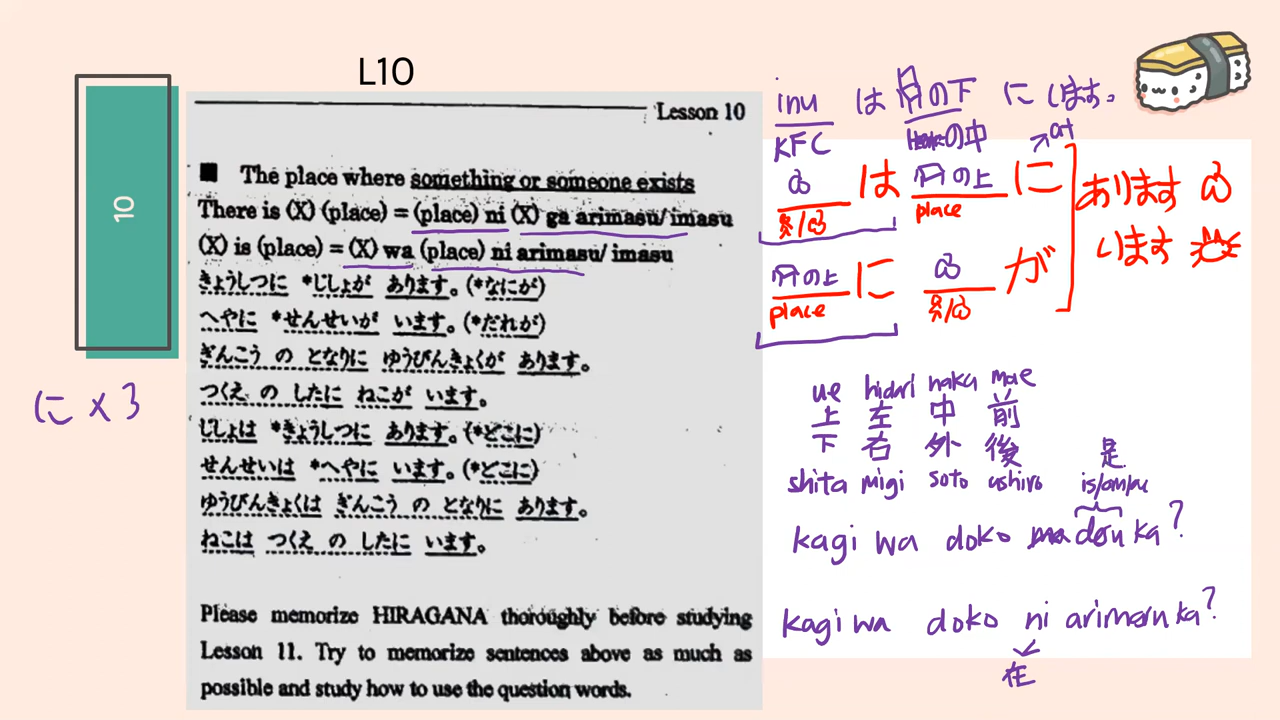 L10
10
Lesson 10
■ The place where something or someone exists
There is (X) (place) = (place) ni (X) ga arimasu/imasu
(X) is (place) = (X) wa (place) ni arimasu/ imasu
きょうしつに *じしょが あります。(*なにが)
へやに *せんせいが います。(*だれが)
ぎんこう の となりに ゆうびんきょくが あります。
つくえ の したに ねこが います。
じしょは *きょうしつに あります。(*どこに)
せんせいは *へやに います。(*どこに)
ゆうびんきょくは ぎんこう の となりに あります。
ねこは つくえ の したに います。
Please memorize HIRAGANA thoroughly before studying
Lesson 11. Try to memorize sentences above as much as
possible and study how to use the question words.
に x 3
inu は の下 に います。
KFC の中
at
は の上 に あります
place
います
の上 に が
place
ue hidari naka mae
上 左 中 前
下 右 外 後
shita migi soto ushiro
是
is/am/are
kagi wa doko desu ka?
kagi wa doko ni arimasu ka?
在